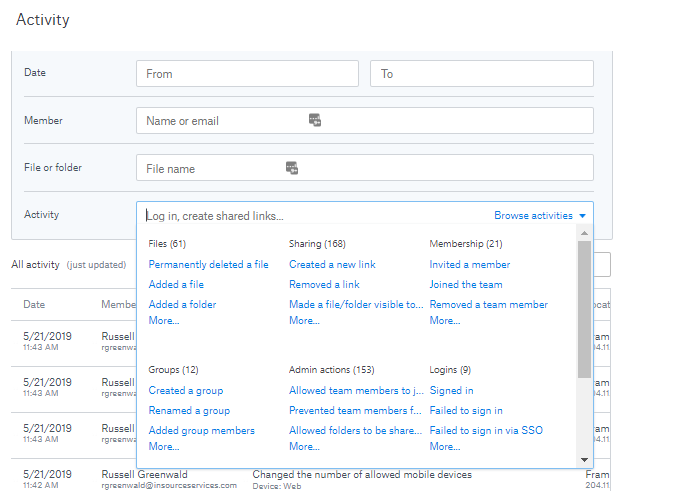 Activity
Date From To
Member Name or email
File or folder File name
Activity Log in, create shared links... Browse activities
Files (61) Sharing (168) Membership (21)
Permanently deleted a file Created a new link Invited a member
Added a file Removed a link Joined the team
Added a folder Made a file/folder visible to... Removed a team member
More... More... More...
Groups (12) Admin actions (153) Logins (9)
Created a group Allowed team members to j... Signed in
Renamed a group Prevented team members f... Failed to sign in
Added group members Allowed folders to be share... Failed to sign in via SSO
More... More... More...
All activity (just updated)
Date Membe ocat
5/21/2019 Russell Fram
11:43 AM rgreenwa 204.11
5/21/2019 Russell Fram
11:43 AM rgreenwa 204.11
5/21/2019 Russell Fram
11:43 AM rgreenwa 204.11
5/21/2019 Russell Greenwald Changed the number of allowed mobile devices Fram
11:42 AM rgreenwald@insourceservices.com Device: Web 204.11